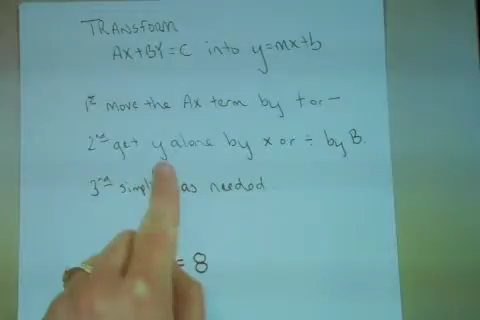 TRANSFORM
Ax+BY=C into y=mx+b
1st move the Ax term by + or -
2nd get y alone by x or ÷ by B.
3rd as needed
= 8